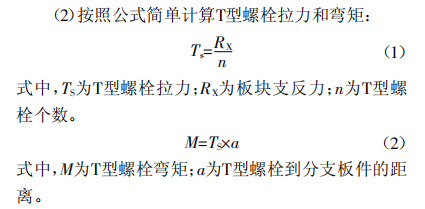 （2）按照公式简单计算T型螺栓拉力和弯矩：
Ts=RX/n （1）
式中，TS为T型螺栓拉力；RX为板块支反力；n为T型螺
栓个数。
M=TS×a （2）
式中，M为T型螺栓弯矩；a为T型螺栓到分支板件的距
离。